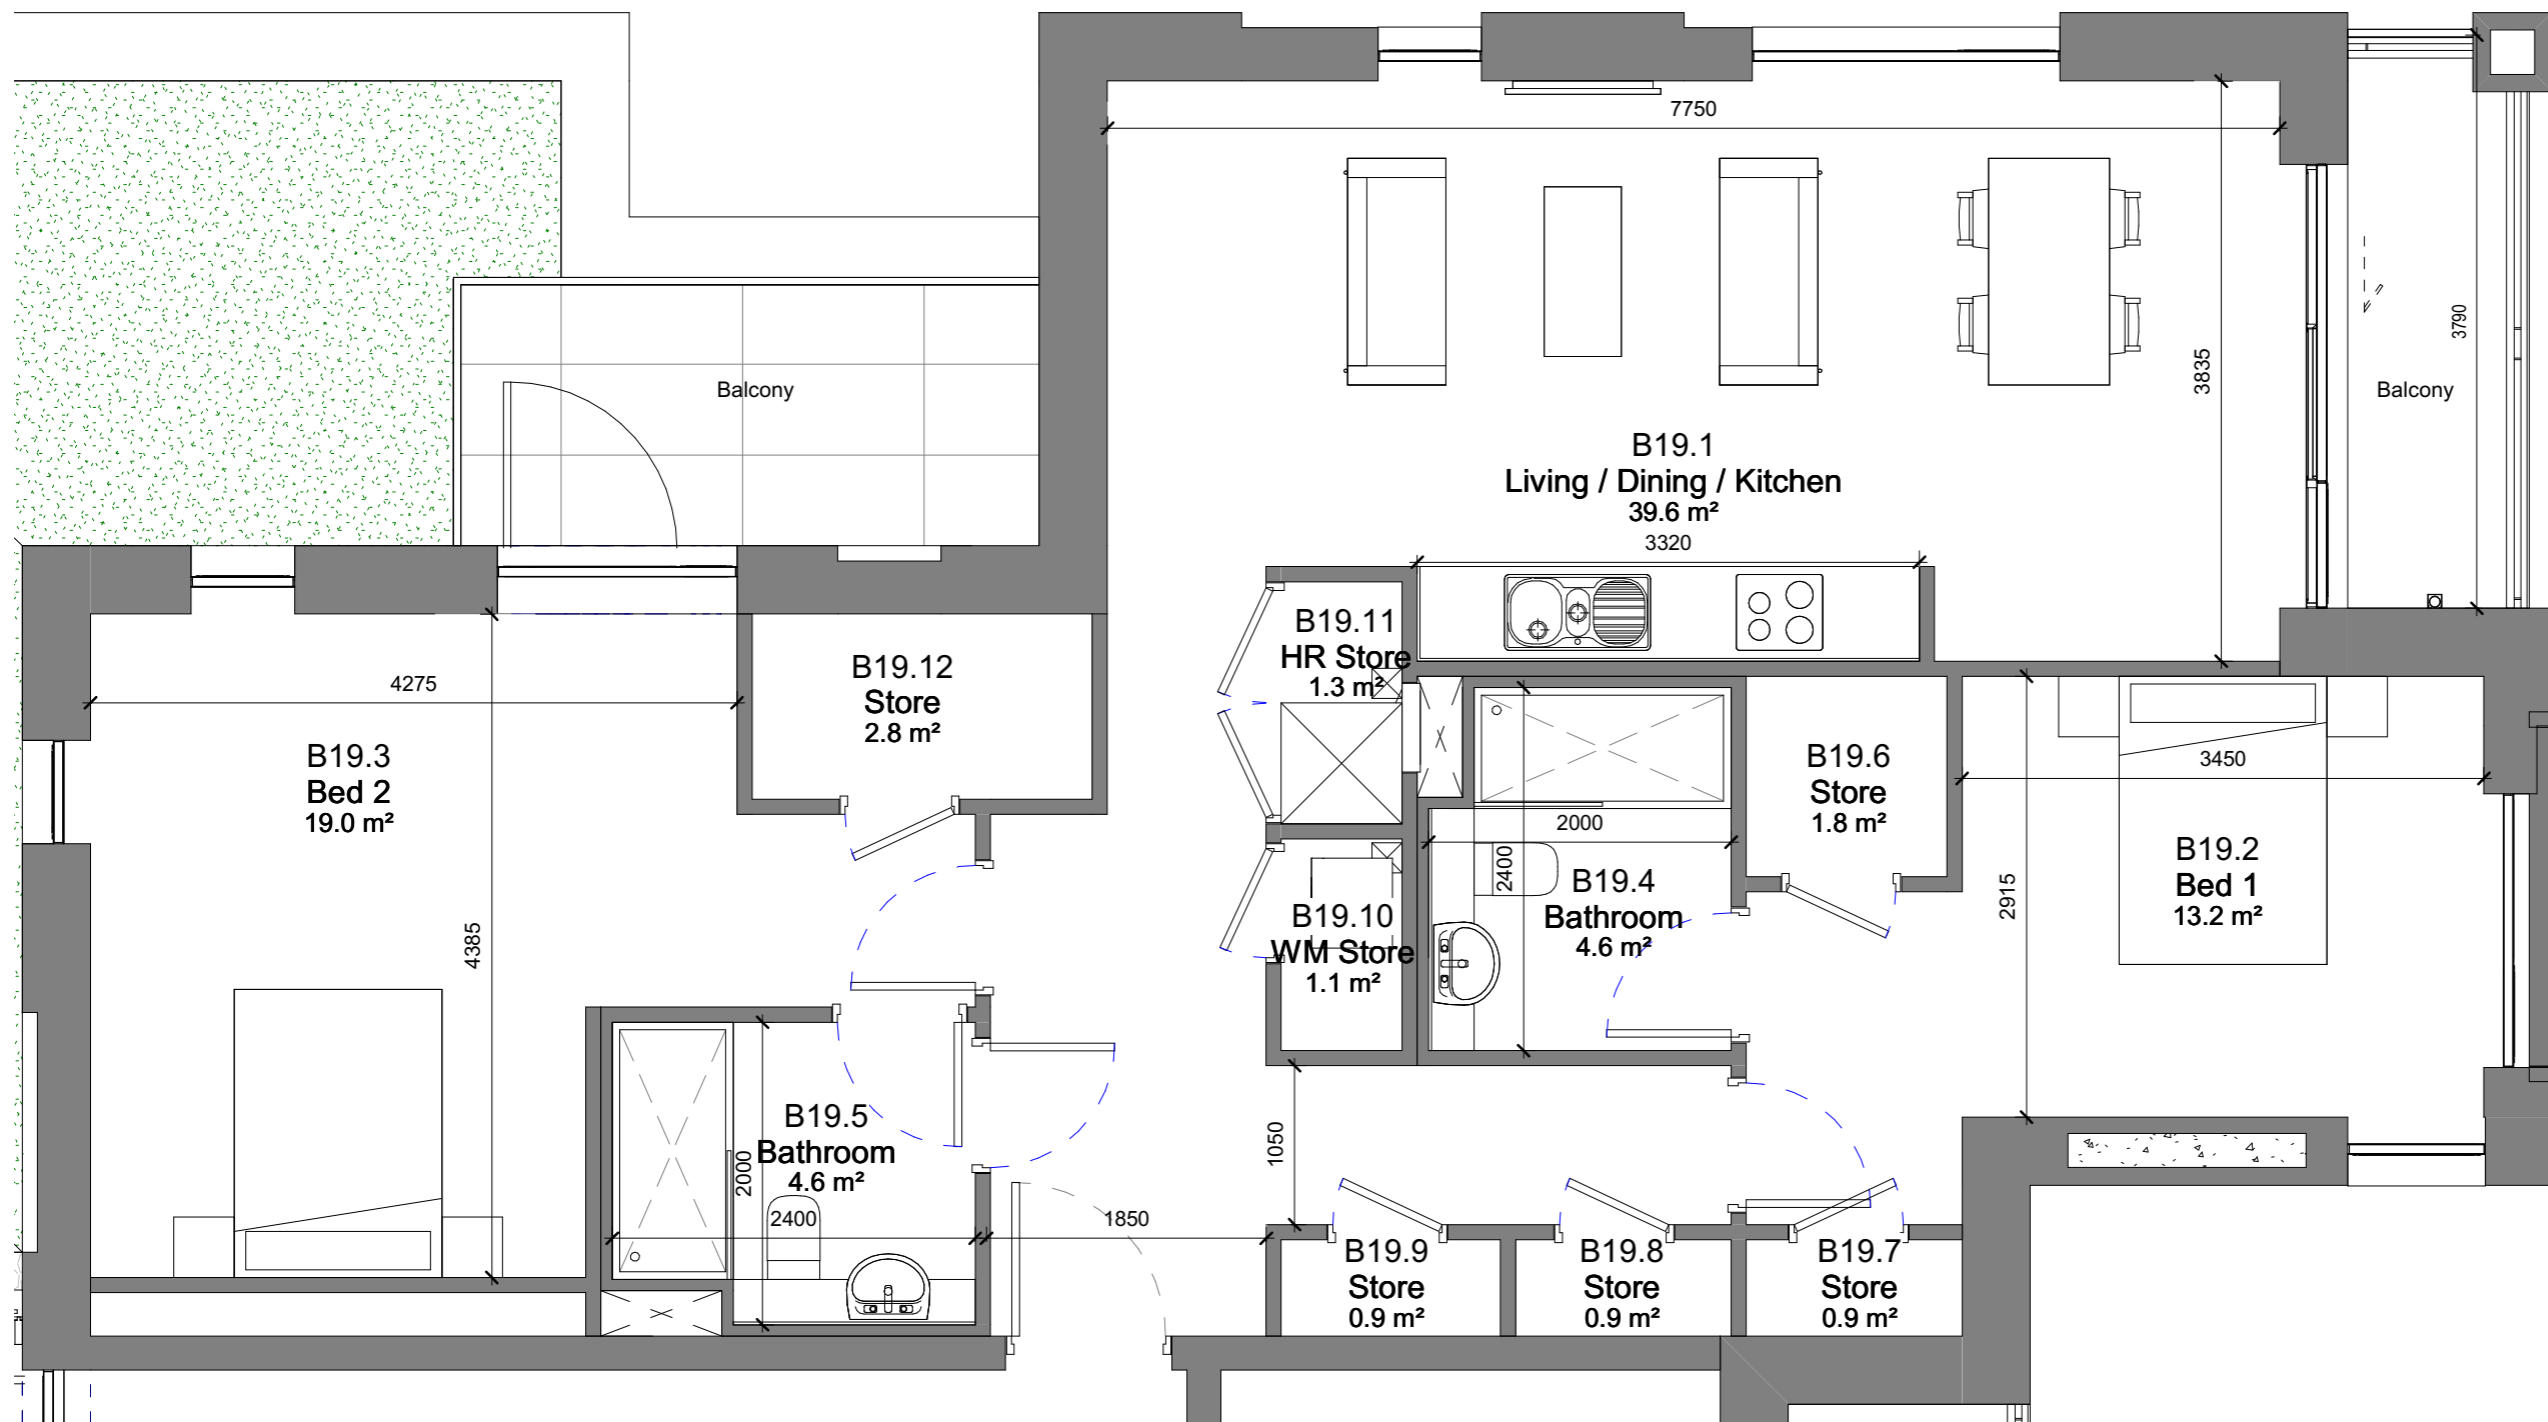 7750
3835
3790
Balcony
Balcony
B19.1
Living / Dining / Kitchen
39.6 m²
3320
B19.11
HR Store
1.3 m²
B19.12
Store
2.8 m²
4275
B19.3
Bed 2
19.0 m²
4385
B19.6
Store
1.8 m²
3450
2000
2400
B19.4
Bathroom
4.6 m²
B19.2
Bed 1
13.2 m²
2915
B19.10
WM Store
1.1 m²
B19.5
Bathroom
4.6 m²
2000
2400
1850
1050
B19.9
Store
0.9 m²
B19.8
Store
0.9 m²
B19.7
Store
0.9 m²